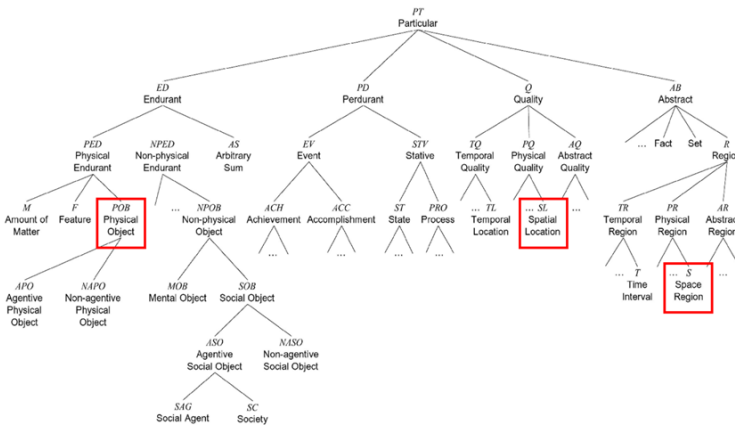 PT
Particular
ED
Endurant
PD
Perdurant
Q
Quality
AB
Abstract
PED
Physical
Endurant
NPED
Non-physical
Endurant
AS
Arbitrary
Sum
EV
Event
STV
Stative
TQ
Temporal
Quality
PQ
Physical
Quality
AQ
Abstract
Quality
... Fact Set R
Region
M
Amount of
Matter
F
Feature
POB
Physical
Object
... NPOB
Non-physical
Object
ACH
Achievement
ACC
Accomplishment
ST
State
PRO
Process
... TL
Temporal
Location
... SL
Spatial
Location
...
TR
Temporal
Region
PR
Physical
Region
AR
Abstract
Region
...
...
...
...
... T
Time
Interval
... S
Space
Region
...
APO
Agentive
Physical
Object
NAPO
Non-agentive
Physical
Object
MOB
Mental Object
SOB
Social Object
ASO
Agentive
Social Object
NASO
Non-agentive
Social Object
SAG
Social Agent
SC
Society